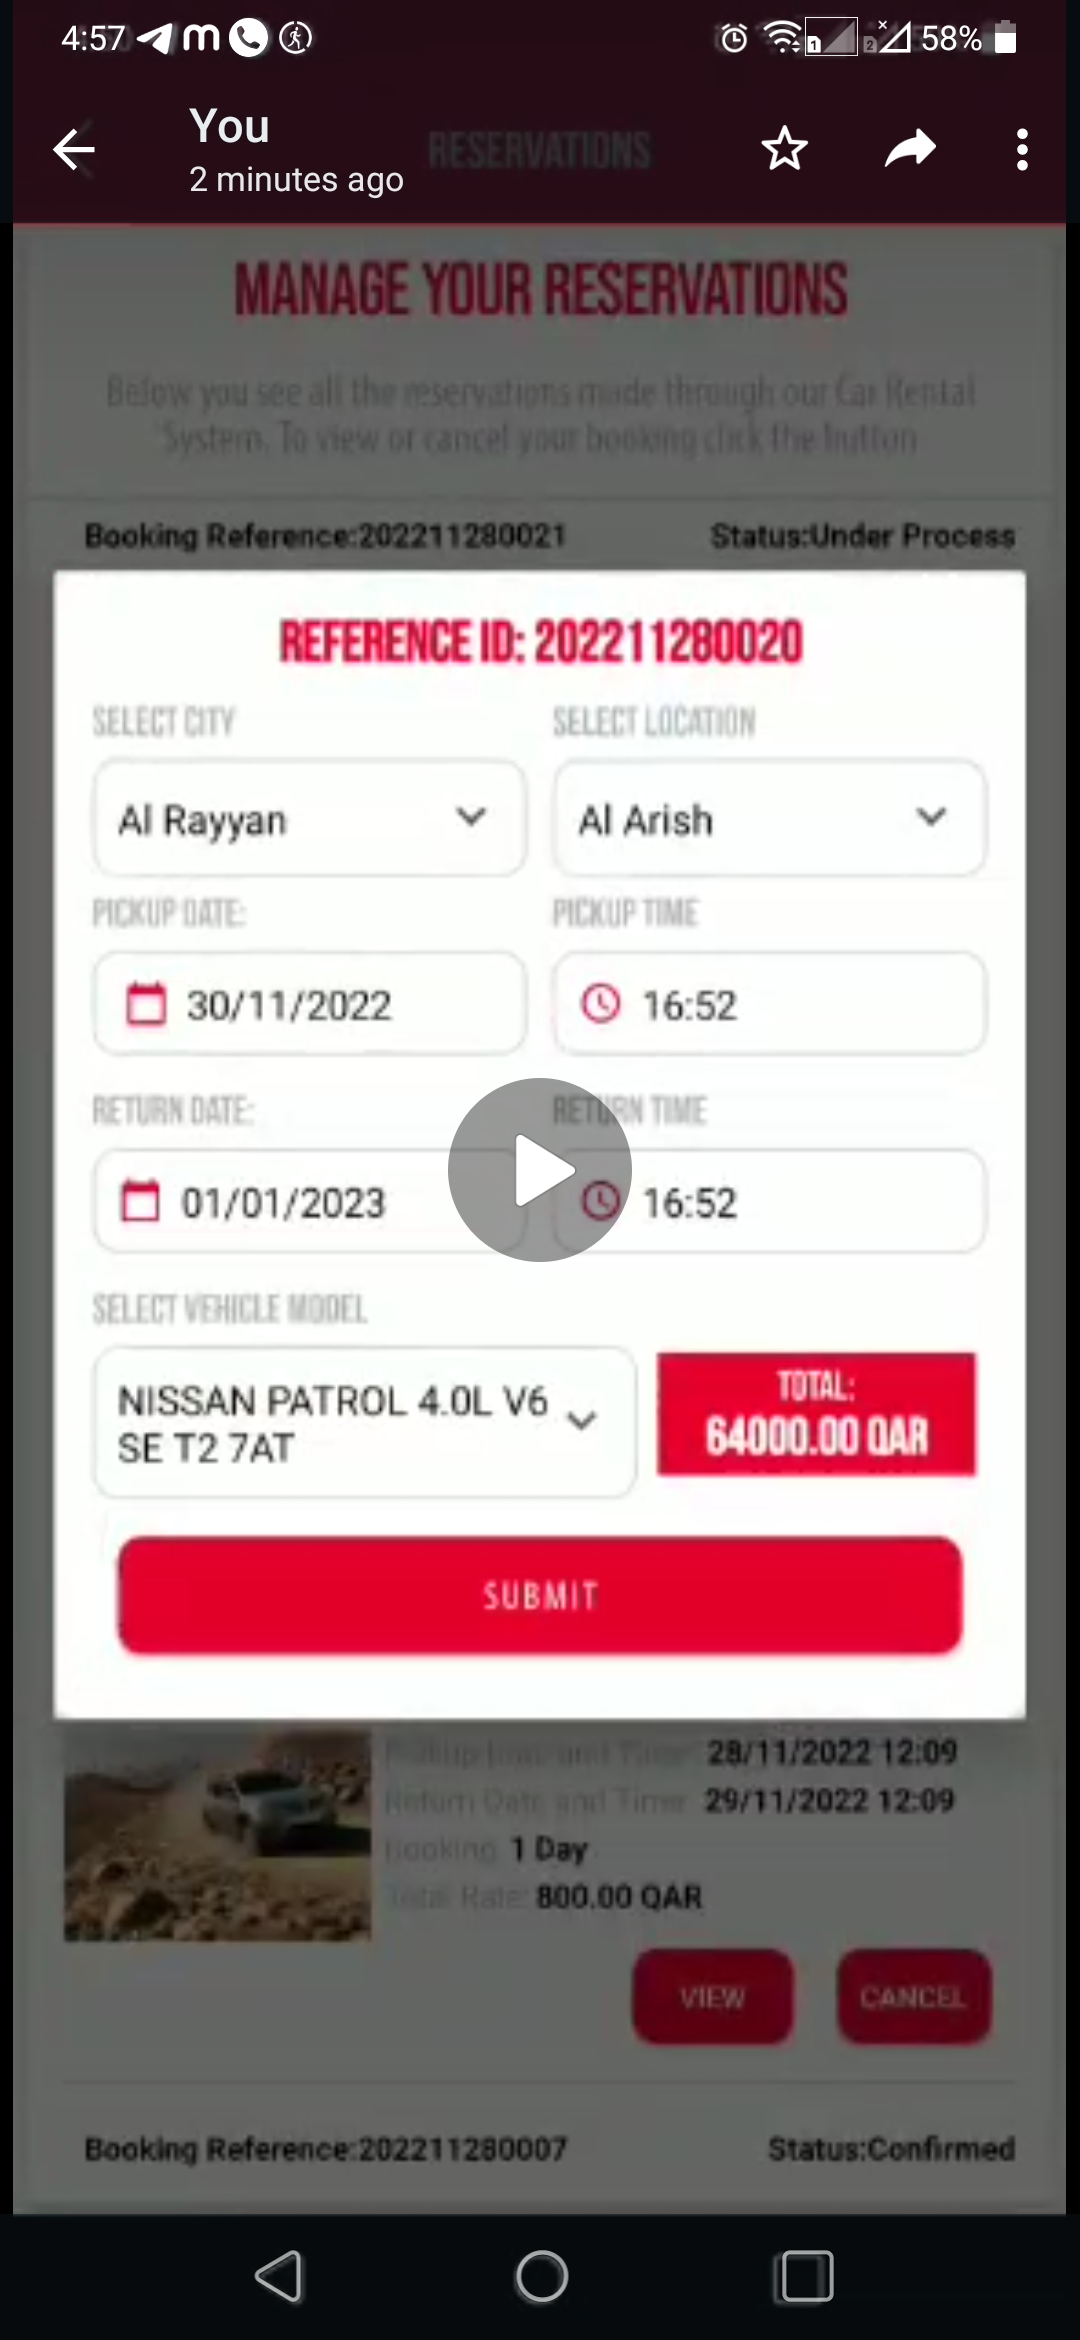 4:57
58%
You
2 minutes ago
RESERVATIONS
MANAGE YOUR RESERVATIONS
Below you see all the reservations made through our Car Rental
System. To view or cancel your booking click the button
Booking Reference:202211280021 Status:Under Process
REFERENCE ID: 202211280020
SELECT CITY SELECT LOCATION
Al Rayyan Al Arish
PICKUP DATE: PICKUP TIME
30/11/2022 16:52
RETURN DATE: RETURN TIME
01/01/2023 16:52
SELECT VEHICLE MODEL
NISSAN PATROL 4.0L V6
SE T2 7AT
TOTAL:
64000.00 QAR
SUBMIT
Pickup Date and Time: 28/11/2022 12:09
Return Date and Time: 29/11/2022 12:09
Booking: 1 Day
Total Rate: 800.00 QAR
VIEW CANCEL
Booking Reference:202211280007 Status:Confirmed